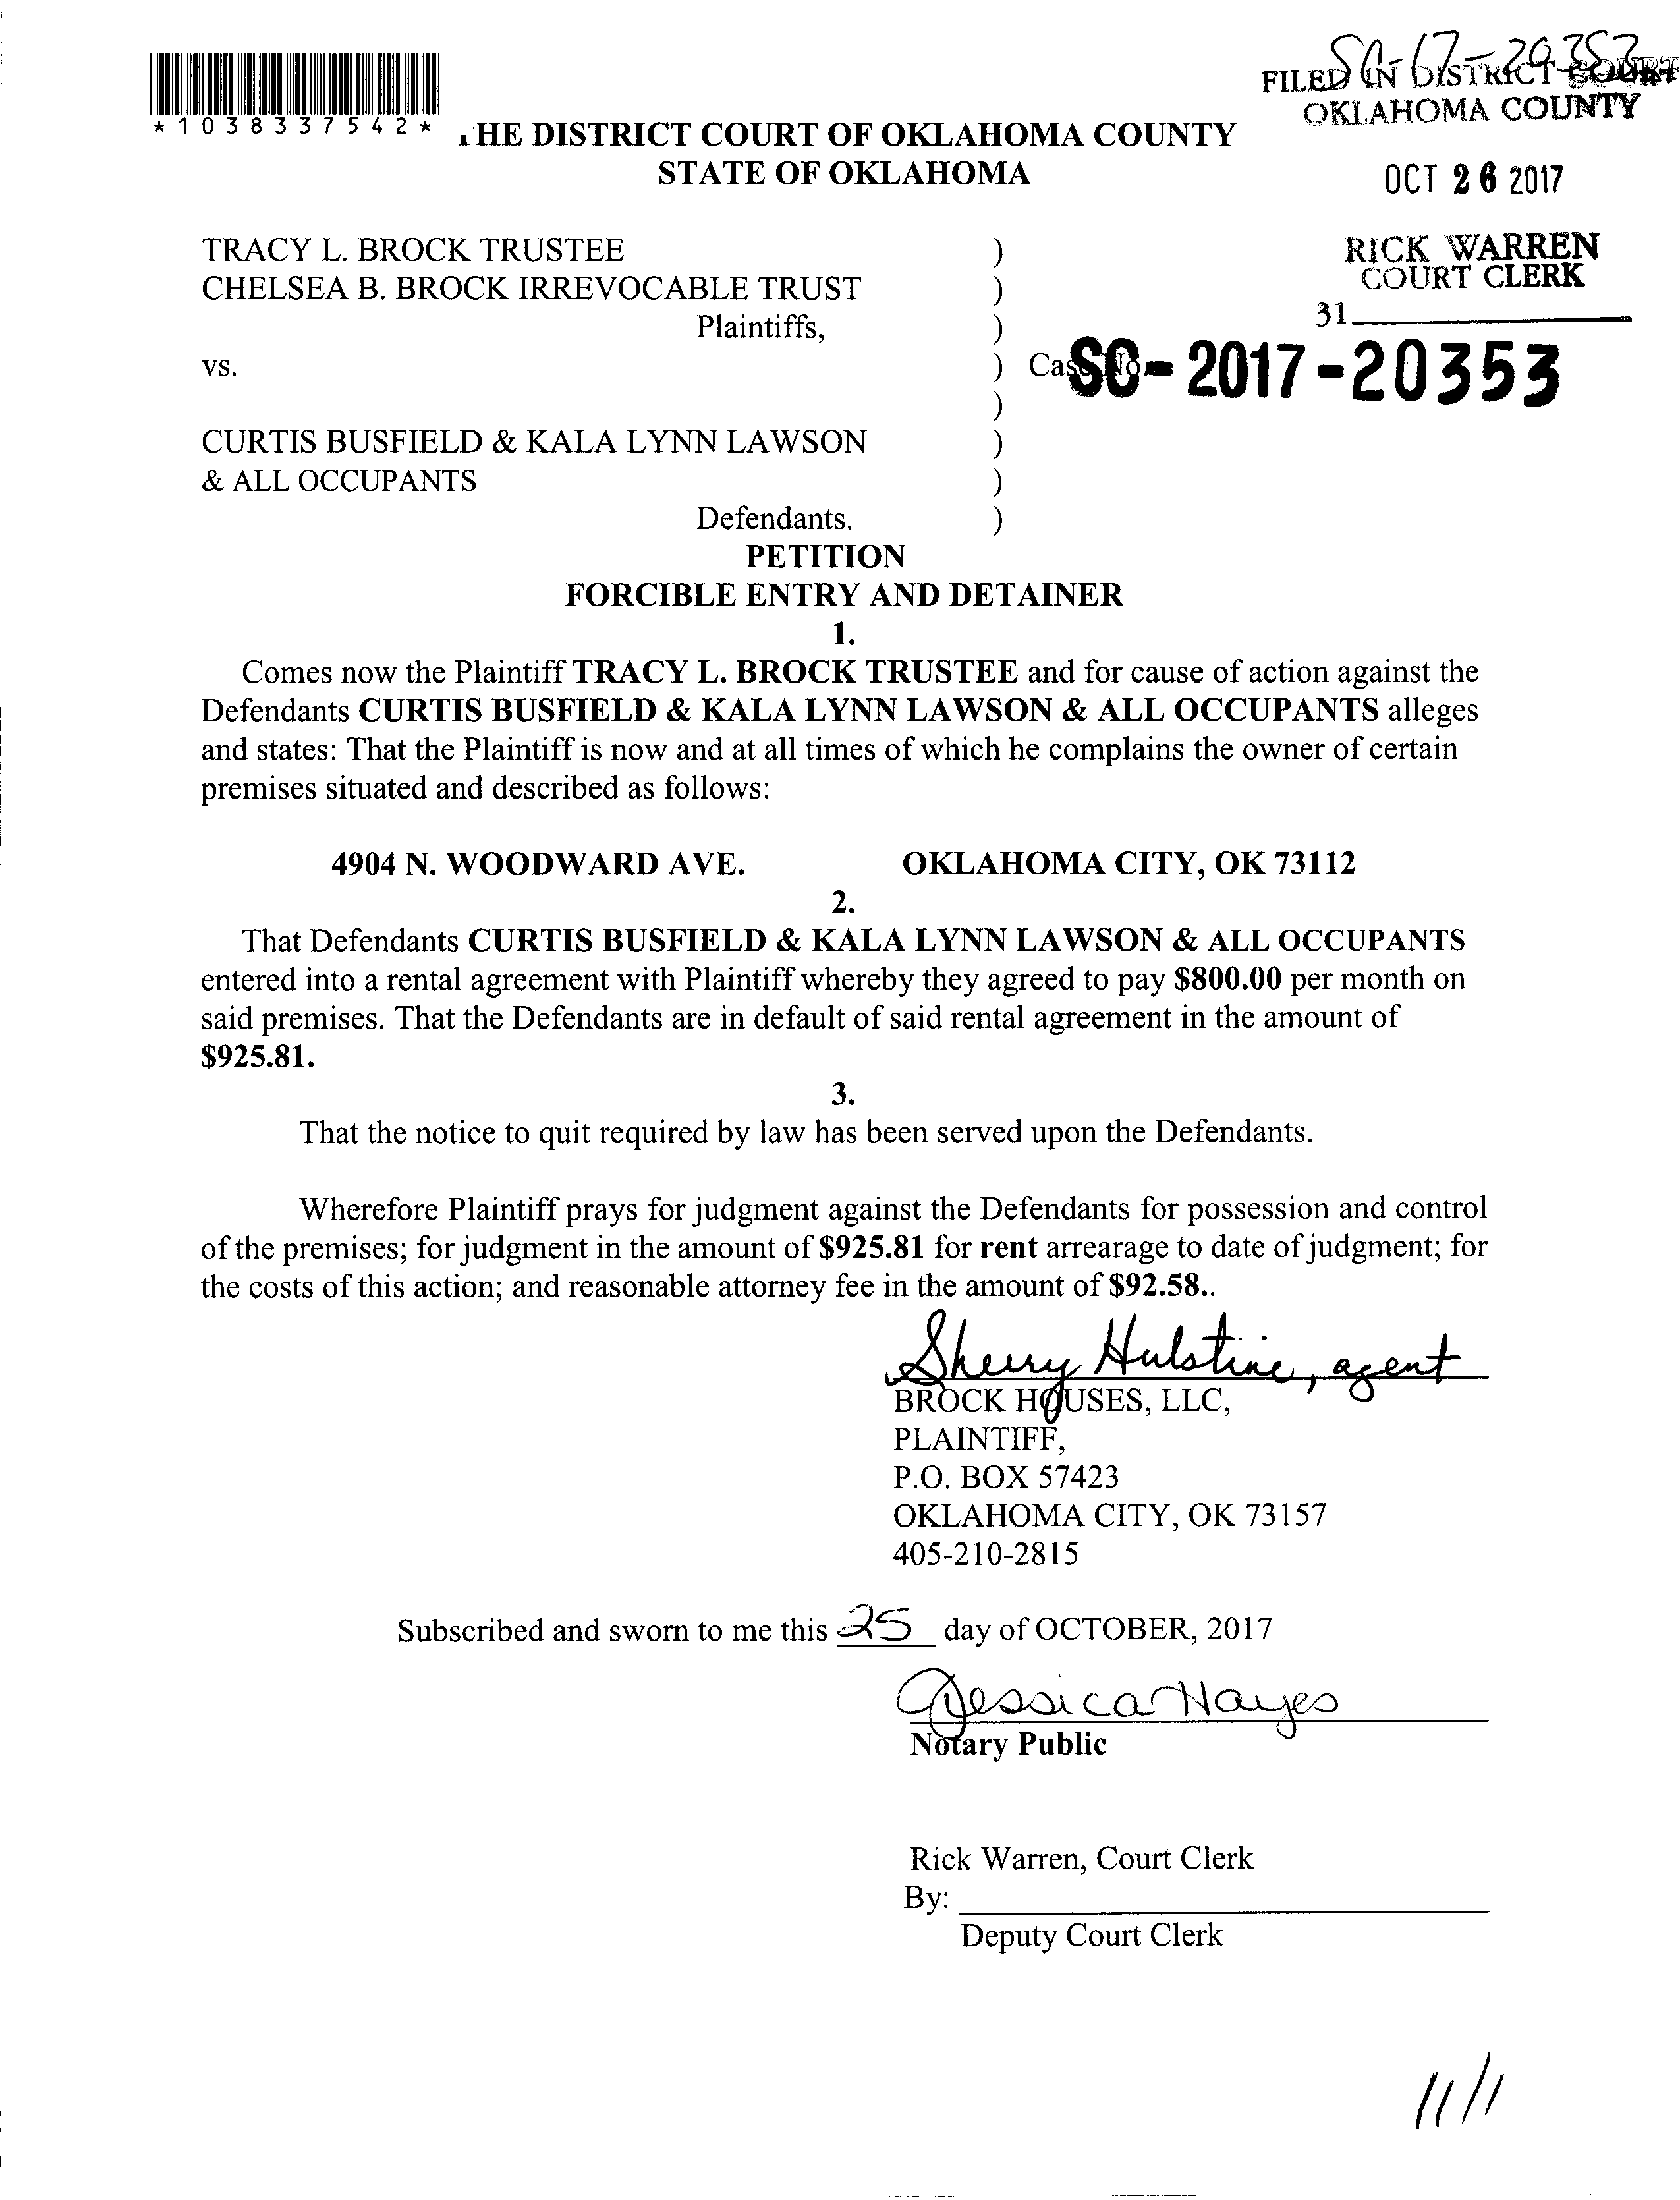 SC-17-20353
FILED IN DISTRICT COURT
OKLAHOMA COUNTY
*1038337542*
THE DISTRICT COURT OF OKLAHOMA COUNTY
STATE OF OKLAHOMA
OCT 26 2017
RICK WARREN
COURT CLERK
31
TRACY L. BROCK TRUSTEE )
CHELSEA B. BROCK IRREVOCABLE TRUST )
Plaintiffs, )
vs. ) Case No. SC-2017-20353
)
CURTIS BUSFIELD & KALA LYNN LAWSON )
& ALL OCCUPANTS )
Defendants. )
PETITION
FORCIBLE ENTRY AND DETAINER
1.
Comes now the Plaintiff TRACY L. BROCK TRUSTEE and for cause of action against the
Defendants CURTIS BUSFIELD & KALA LYNN LAWSON & ALL OCCUPANTS alleges
and states: That the Plaintiff is now and at all times of which he complains the owner of certain
premises situated and described as follows:
4904 N. WOODWARD AVE. OKLAHOMA CITY, OK 73112
2.
That Defendants CURTIS BUSFIELD & KALA LYNN LAWSON & ALL OCCUPANTS
entered into a rental agreement with Plaintiff whereby they agreed to pay $800.00 per month on
said premises. That the Defendants are in default of said rental agreement in the amount of
$925.81.
3.
That the notice to quit required by law has been served upon the Defendants.
Wherefore Plaintiff prays for judgment against the Defendants for possession and control
of the premises; for judgment in the amount of $925.81 for rent arrearage to date of judgment; for
the costs of this action; and reasonable attorney fee in the amount of $92.58..
Sherry Hulstine, agent
BROCK HOUSES, LLC,
PLAINTIFF,
P.O. BOX 57423
OKLAHOMA CITY, OK 73157
405-210-2815
Subscribed and sworn to me this 25 day of OCTOBER, 2017
Jessica Hayes
Notary Public
Rick Warren, Court Clerk
By:
Deputy Court Clerk
11/1